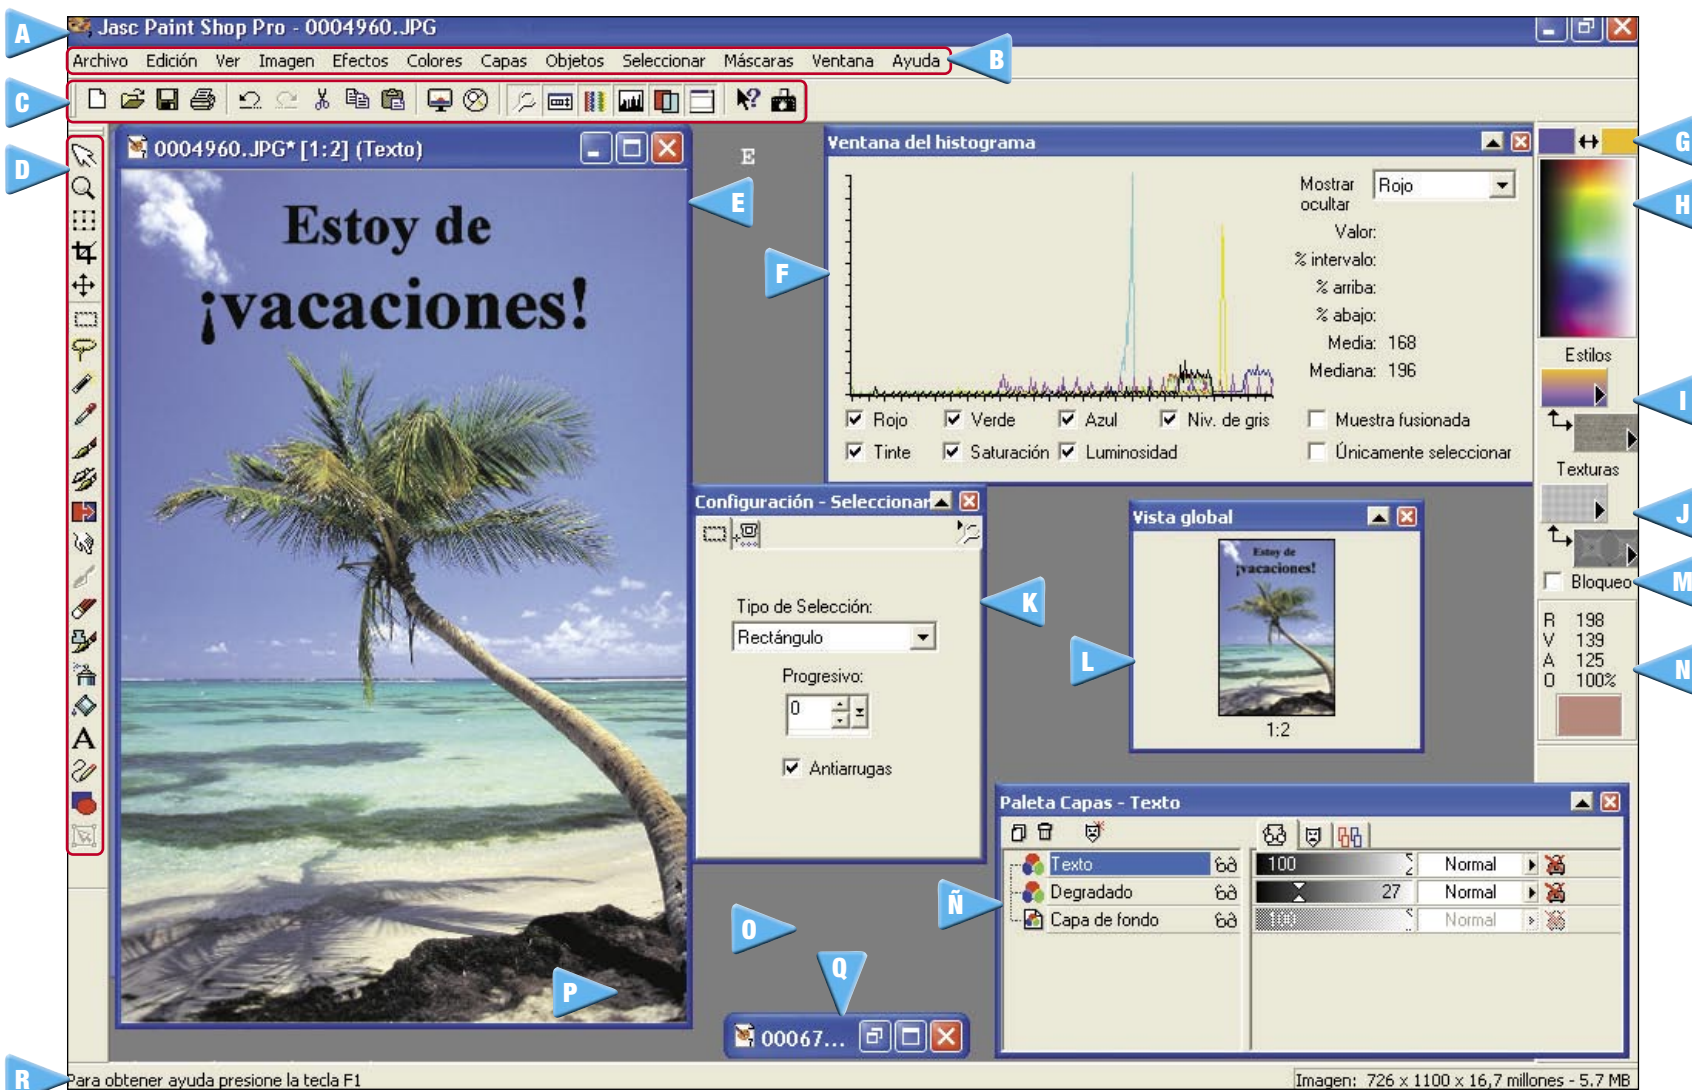 A
Jasc Paint Shop Pro - 0004960.JPG
Archivo Edición Ver Imagen Efectos Colores Capas Objetos Seleccionar Máscaras Ventana Ayuda
B
C
D
0004960.JPG* [1:2] (Texto)
E
E
Estoy de
¡vacaciones!
Ventana del histograma
F
Mostrar ocultar Rojo
Valor:
% intervalo:
% arriba:
% abajo:
Media: 168
Mediana: 196
Rojo Verde Azul Niv. de gris Muestra fusionada
Tinte Saturación Luminosidad Únicamente seleccionar
G
H
Estilos
I
Texturas
J
Bloqueo
M
R 198
V 139
A 125
O 100%
N
Configuración - Seleccionar
Tipo de Selección:
Rectángulo
Progresivo:
0
Antiarrugas
K
Vista global
Estoy de
¡vacaciones!
1:2
L
Paleta Capas - Texto
Texto 100 Normal
Degradado 27 Normal
Capa de fondo 100 Normal
Ñ
O
P
Q
00067...
R
Para obtener ayuda presione la tecla F1
Imagen: 726 x 1100 x 16,7 millones - 5.7 MB